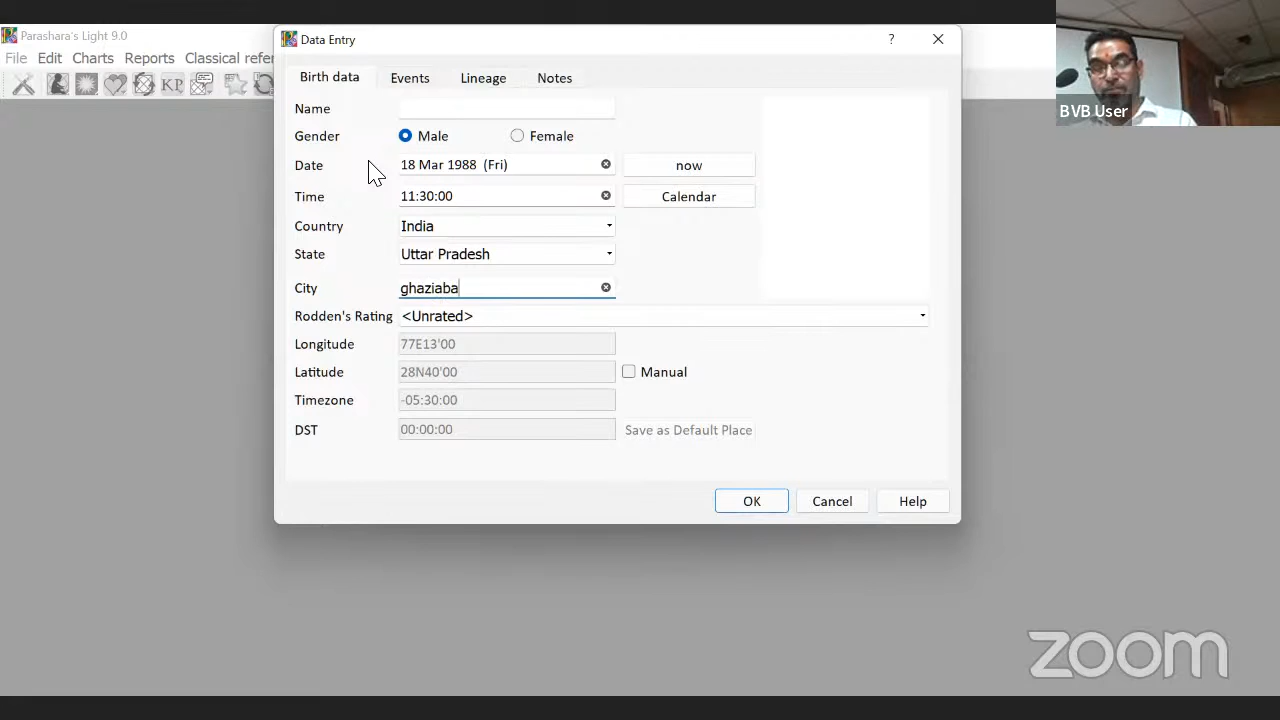 Parashara's Light 9.0
File Edit Charts Reports Classical refe
KP
Data Entry
?
Birth data Events Lineage Notes
Name
Gender Male Female
Date 18 Mar 1988 (Fri) now
Time 11:30:00 Calendar
Country India
State Uttar Pradesh
City ghaziaba
Rodden's Rating <Unrated>
Longitude 77E13'00
Latitude 28N40'00 Manual
Timezone -05:30:00
DST 00:00:00 Save as Default Place
OK Cancel Help
BVB User
zoom